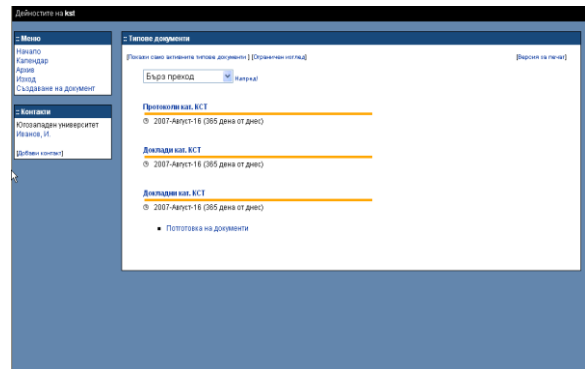 Дейностите на kst
:: Меню
Начало
Календар
Архив
Изход
Създаване на документ
:: Контакти
Югозападен университет
Иванов, И.
[Добави контакт]
:: Типове документи
[Покажи само активните типове документи ] [Ограничен изглед]
[Версия за печат]
Бърз преход
Напред!
Протоколи кат. КСТ
2007-Август-16 (365 дена от днес)
Доклади кат. КСТ
2007-Август-16 (365 дена от днес)
Докладни кат. КСТ
2007-Август-16 (365 дена от днес)
Потготовка на документи